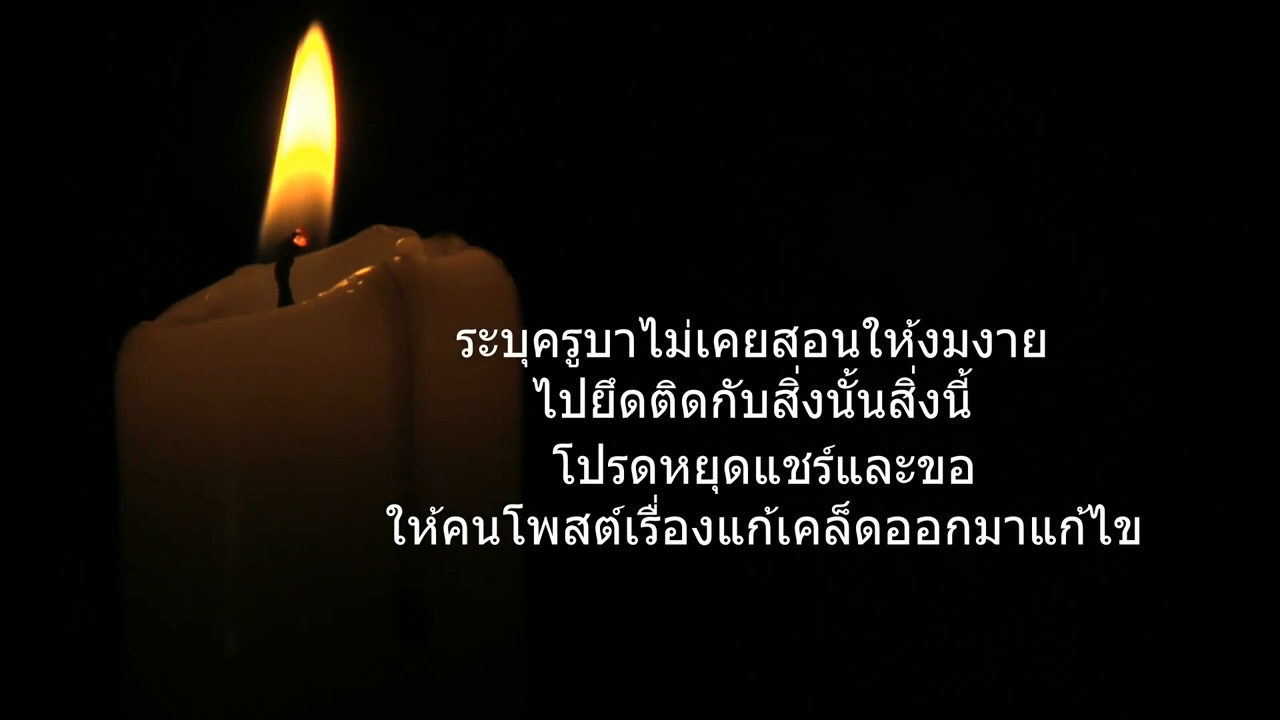 ระบุครูบาไม่เคยสอนให้งมงาย
ไปยึดติดกับสิ่งนั้นสิ่งนี้
โปรดหยุดแชร์และขอ
ให้คนโพสต์เรื่องแก้เคล็ดออกมาแก้ไข